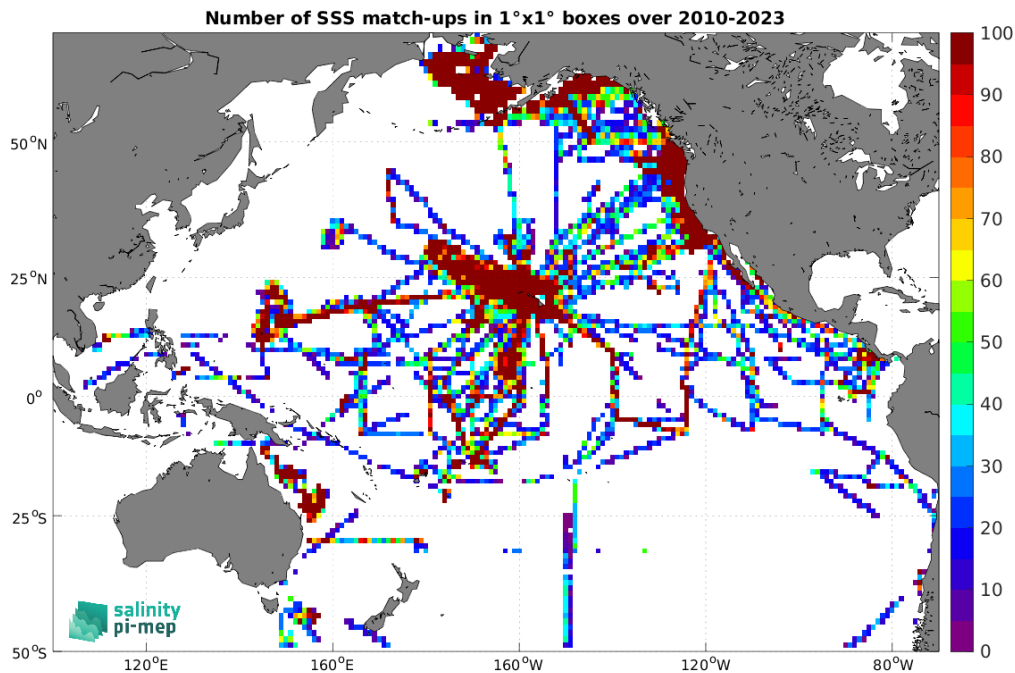 Number of SSS match-ups in 1°x1° boxes over 2010-2023
100
90
80
70
60
50
40
30
20
10
0
50°N
25°N
0°
25°S
50°S
120°E
160°E
160°W
120°W
80°W
salinity
pi-mep